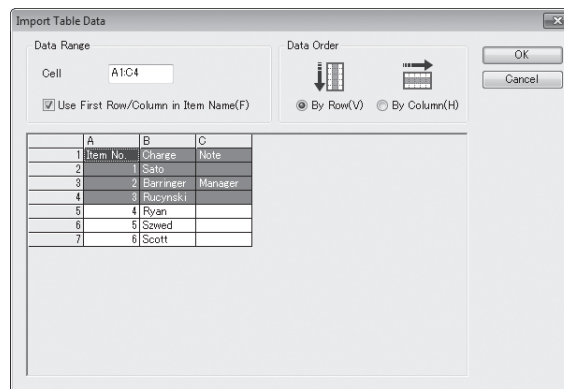 Import Table Data
Data Range
Cell A1:C4
Use First Row/Column in Item Name(F)
Data Order
By Row(V) By Column(H)
OK
Cancel
A B C
1 Item No. Charge Note
2 1 Sato
3 2 Barringer Manager
4 3 Rucynski
5 4 Ryan
6 5 Szwed
7 6 Scott